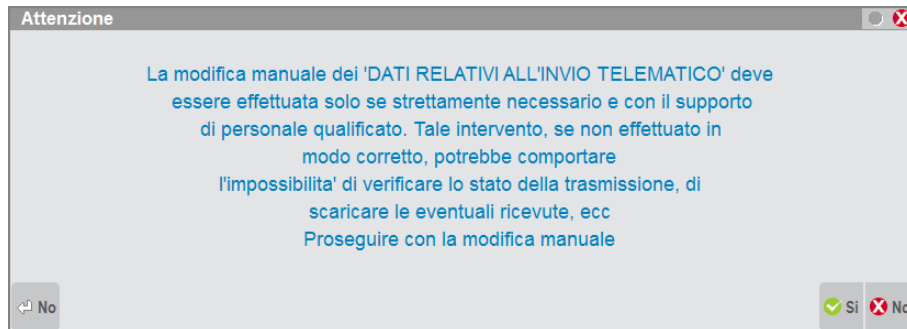 Attenzione
La modifica manuale dei 'DATI RELATIVI ALL'INVIO TELEMATICO' deve
essere effettuata solo se strettamente necessario e con il supporto
di personale qualificato. Tale intervento, se non effettuato in
modo corretto, potrebbe comportare
l'impossibilita' di verificare lo stato della trasmissione, di
scaricare le eventuali ricevute, ecc
Proseguire con la modifica manuale
No Si No